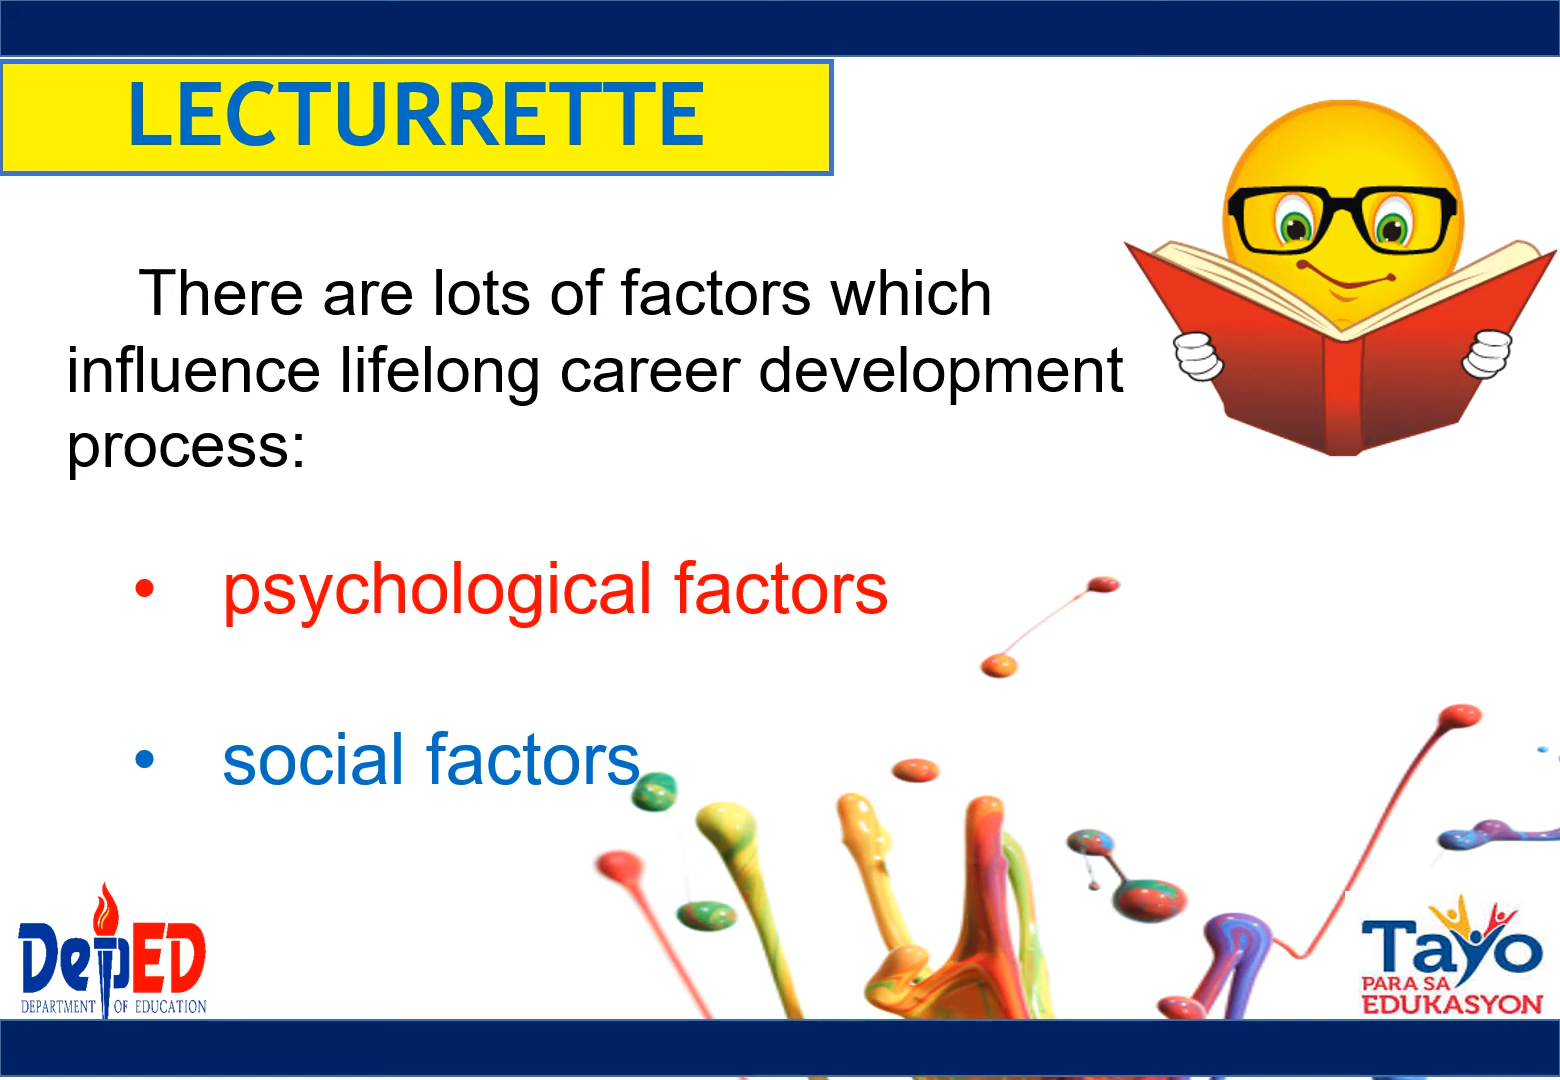 LECTURRETTE
There are lots of factors which
influence lifelong career development
process:
• psychological factors
• social factors
DepED
DEPARTMENT OF EDUCATION
Tayo
PARA SA
EDUKASYON